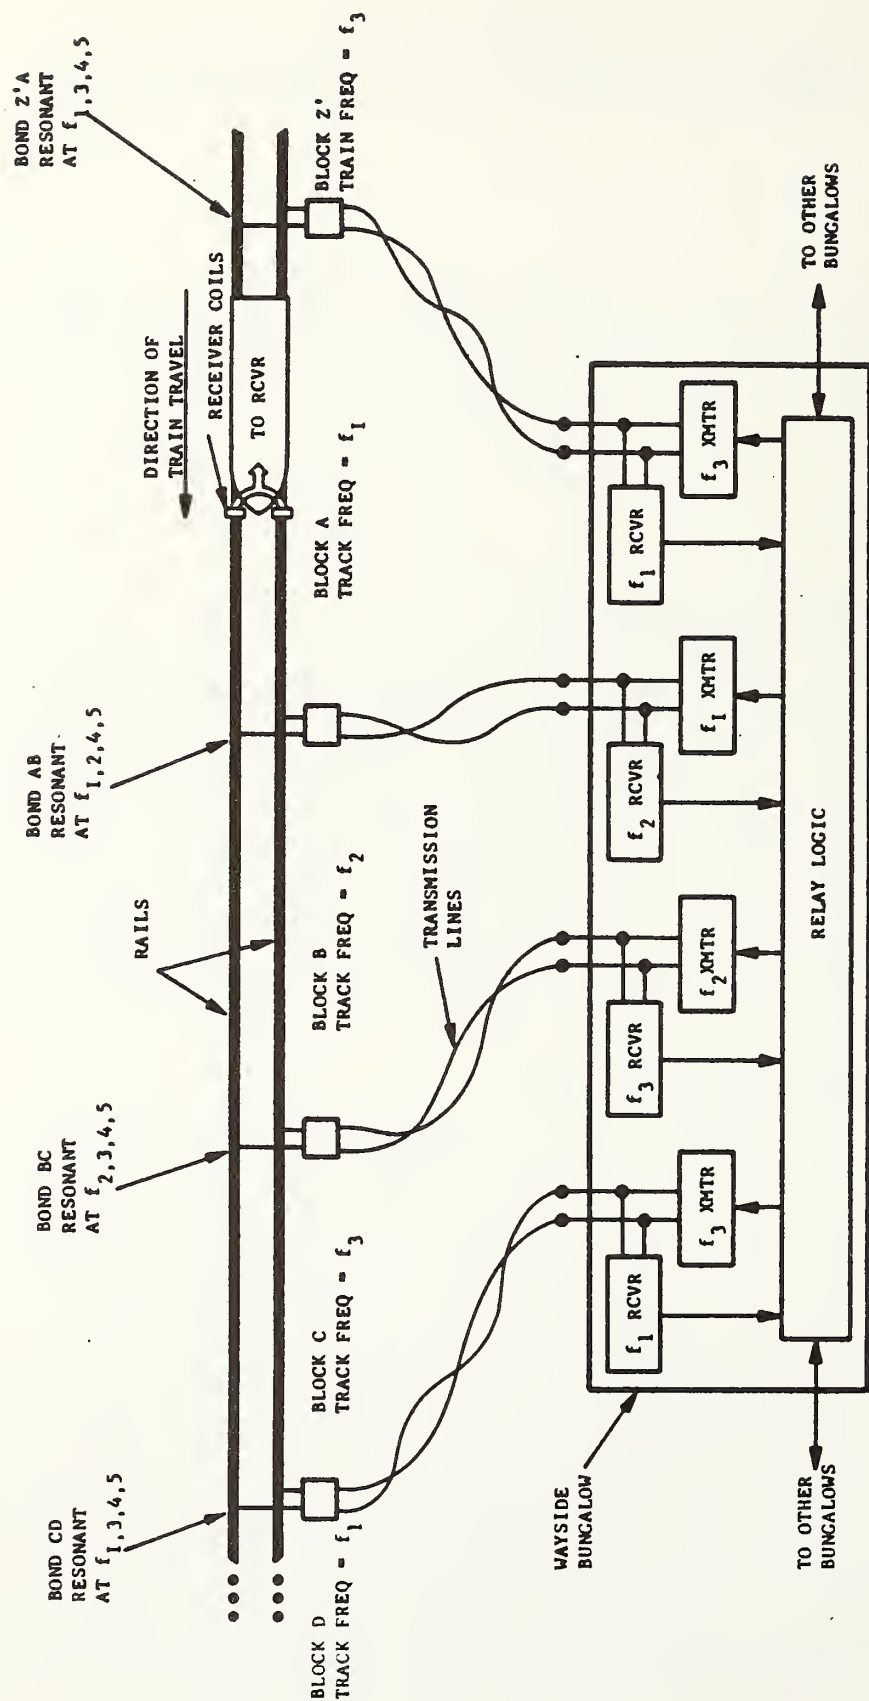 BOND CD
RESONANT
AT f1,3,4,5
BOND BC
RESONANT
AT f2,3,4,5
BOND AB
RESONANT
AT f1,2,4,5
BOND Z'A
RESONANT
AT f1,3,4,5
RAILS
DIRECTION OF
TRAIN TRAVEL
RECEIVER COILS
TO RCVR
BLOCK D
TRACK FREQ = f1
BLOCK C
TRACK FREQ = f3
BLOCK B
TRACK FREQ = f2
BLOCK A
TRACK FREQ = f1
BLOCK Z'
TRAIN FREQ = f3
TRANSMISSION
LINES
WAYSIDE
BUNGALOW
f1 RCVR
f3 XMTR
f3 RCVR
f2 XMTR
f2 RCVR
f1 XMTR
f1 RCVR
f3 XMTR
RELAY LOGIC
TO OTHER
BUNGALOWS
TO OTHER
BUNGALOWS